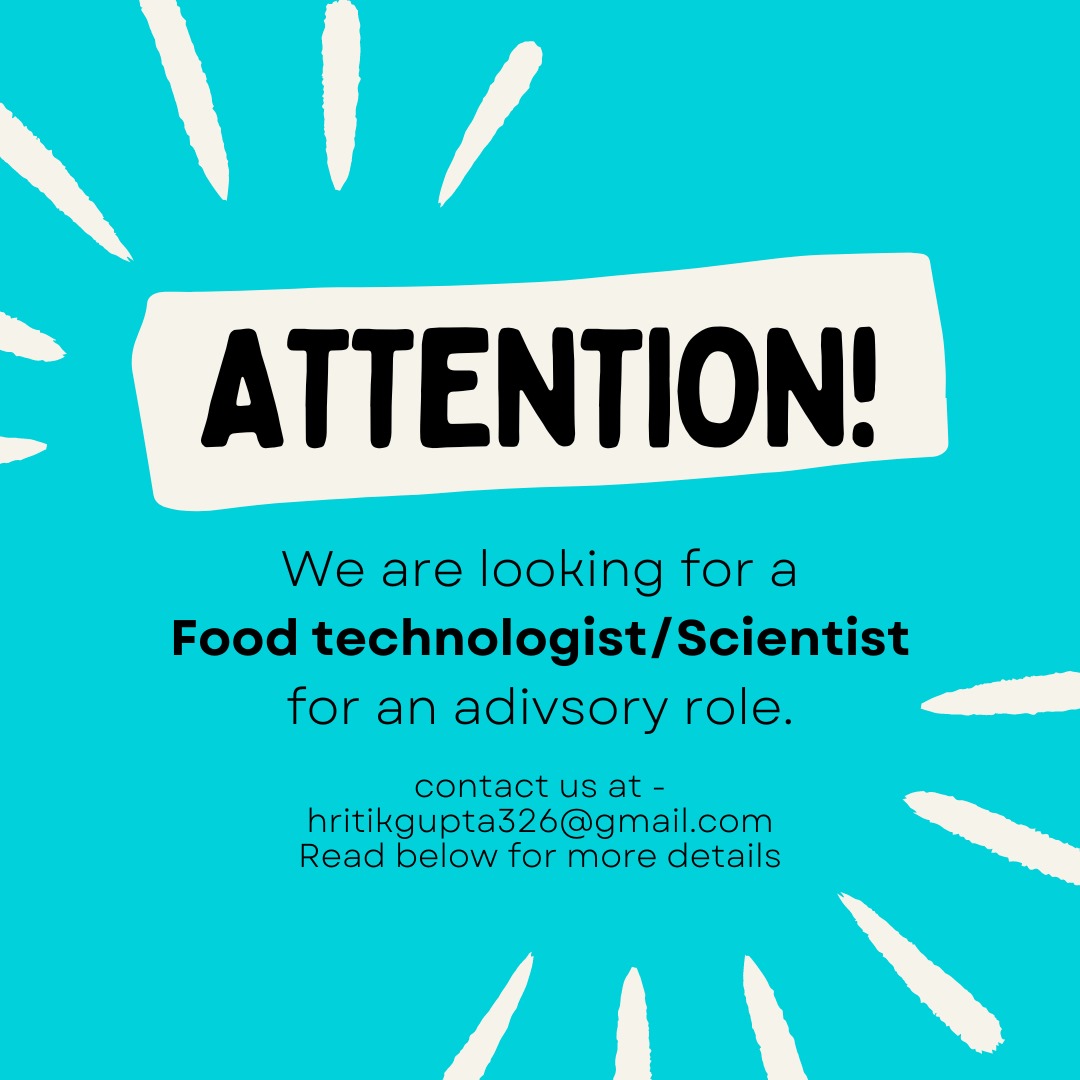 ATTENTION!
We are looking for a
Food technologist/Scientist
for an adivsory role.
contact us at -
hritikgupta326@gmail.com
Read below for more details